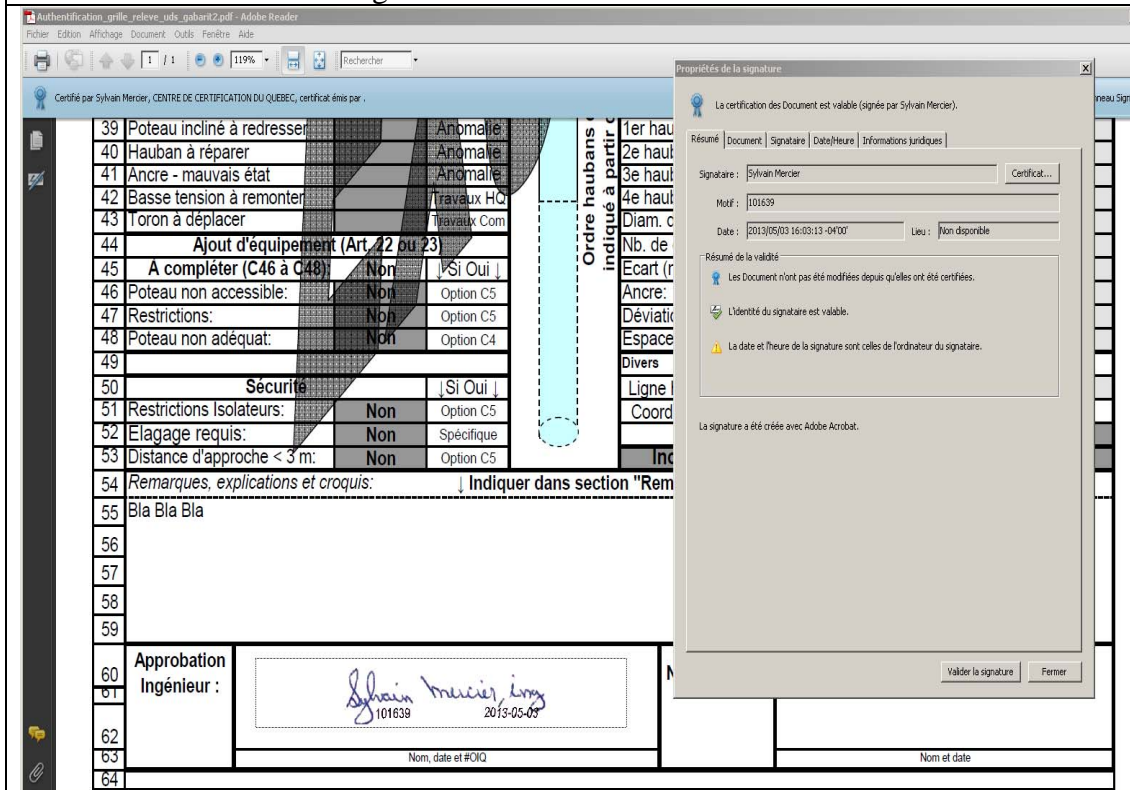 Authentification_grille_releve_uds_gabarit2.pdf - Adobe Reader
Fichier Edition Affichage Document Outils Fenêtre Aide
1 / 1 119% Rechercher
Certifié par Sylvain Mercier, CENTRE DE CERTIFICATION DU QUEBEC, certificat émis par .
39 Poteau incliné à redresser Anomalie
40 Hauban à réparer Anomalie
41 Ancre - mauvais état Anomalie
42 Basse tension à remonter Travaux HQ
43 Toron à déplacer Travaux Com
44 Ajout d'équipement (Art. 22 ou 23)
45 A compléter (C46 à C48): Non ↓Si Oui ↓
46 Poteau non accessible: Non Option C5
47 Restrictions: Non Option C5
48 Poteau non adéquat: Non Option C4
49
50 Sécurité ↓Si Oui ↓
51 Restrictions Isolateurs: Non Option C5
52 Elagage requis: Non Spécifique
53 Distance d'approche < 3 m: Non Option C5
54 Remarques, explications et croquis: ↓ Indiquer dans section "Rem
55 Bla Bla Bla
56
57
58
59
60
61
62
63
64
Ordre haubans
indiqué à partir
1er hau
2e haub
3e haub
4e haub
Diam. d
Nb. de
Ecart (r
Ancre:
Déviati
Espace
Divers
Ligne
Coord
Approbation
Ingénieur :
Sylvain Mercier, ing
101639 2013-05-03
Nom, date et #OIQ
Nom et date
Propriétés de la signature
La certification des Document est valable (signée par Sylvain Mercier).
Résumé Document Signataire Date/Heure Informations juridiques
Signataire : Sylvain Mercier Certificat...
Motif : 101639
Date : 2013/05/03 16:03:13 -04'00' Lieu : Non disponible
Résumé de la validité
Les Document n'ont pas été modifiées depuis qu'elles ont été certifiées.
L'identité du signataire est valable.
La date et l'heure de la signature sont celles de l'ordinateur du signataire.
La signature a été créée avec Adobe Acrobat.
Valider la signature Fermer